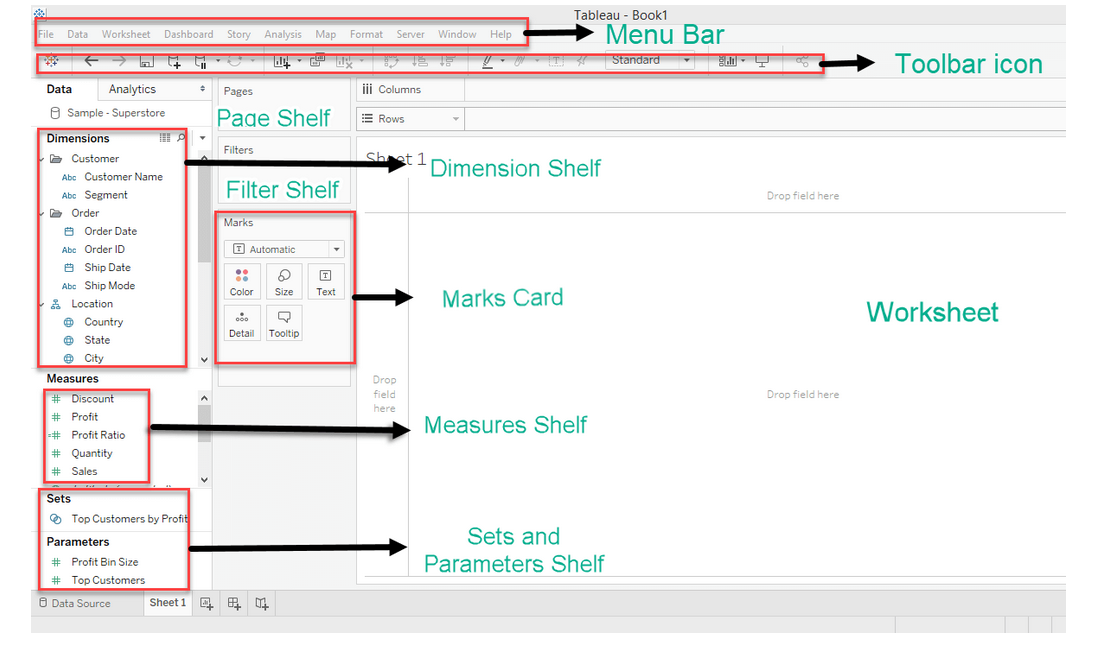 Tableau - Book1
File Data Worksheet Dashboard Story Analysis Map Format Server Window Help
Menu Bar
Standard
Toolbar icon
Data Analytics
Pages
iii Columns
Sample - Superstore
Page Shelf
Rows
Dimensions
Filters
Sheet 1
Customer
Dimension Shelf
Abc Customer Name
Filter Shelf
Abc Segment
Drop field here
Order
Marks
Order Date
Automatic
Abc Order ID
Ship Date
Abc Ship Mode
Color Size Text
Marks Card
Location
Worksheet
Country
Detail Tooltip
State
City
Measures
Drop
field
here
Drop field here
# Discount
# Profit
Measures Shelf
=# Profit Ratio
# Quantity
# Sales
Sets
Top Customers by Profit
Sets and
Parameters Shelf
Parameters
# Profit Bin Size
# Top Customers
Data Source Sheet 1